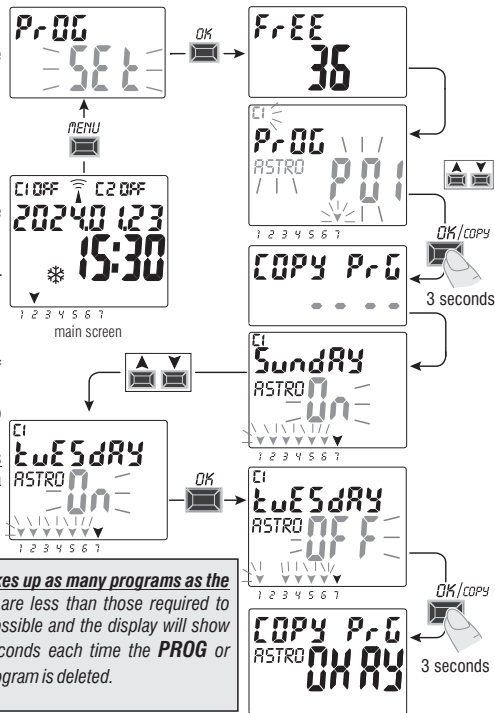 ProG
SEt
OK
FrEE
36
MENU
C1
ProG
ASTRO
P01
1 2 3 4 5 6 7
OK/COPY
3 seconds
C1 OFF C2 OFF
2024.01.23
15:30
1 2 3 4 5 6 7
main screen
COPY PrG
- - - -
C1
SundAY
ASTRO
On
1 2 3 4 5 6 7
C1
tuESdAY
ASTRO
On
1 2 3 4 5 6 7
OK
C1
tuESdAY
ASTRO
OFF
1 2 3 4 5 6 7
OK/COPY
3 seconds
COPY PrG
ASTRO
OKAY
kes up as many programs as the
are less than those required to
ossible and the display will show
conds each time the PROG or
ogram is deleted.